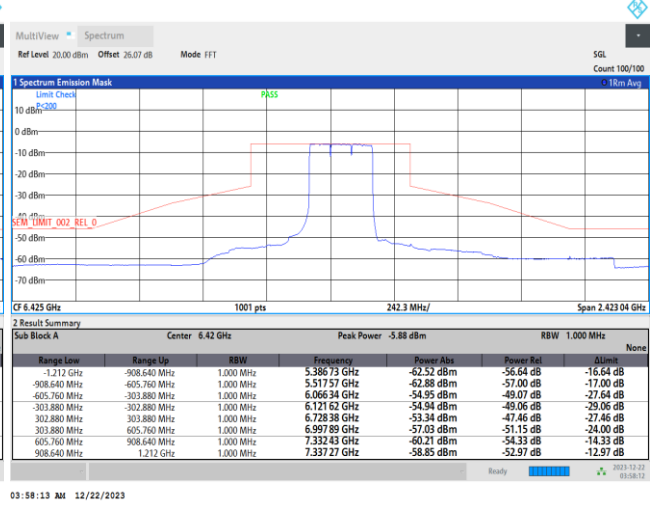 MultiView Spectrum
Ref Level 20.00 dBm Offset 26.07 dB Mode FFT SGL
Count 100/100
1 Spectrum Emission Mask 1Rm Avg
Limit Check PASS
P<200
10 dBm
0 dBm
-10 dBm
-20 dBm
-30 dBm
-40 dBm
SEM_LIMIT_002_REL_0
-50 dBm
-60 dBm
-70 dBm
CF 6.425 GHz 1001 pts 242.3 MHz/ Span 2.423 04 GHz
2 Result Summary
Sub Block A Center 6.42 GHz Peak Power -5.88 dBm RBW 1.000 MHz
None
Range Low Range Up RBW Frequency Power Abs Power Rel ΔLimit
-1.212 GHz -908.640 MHz 1.000 MHz 5.386 73 GHz -62.52 dBm -56.64 dB -16.64 dB
-908.640 MHz -605.760 MHz 1.000 MHz 5.517 57 GHz -62.88 dBm -57.00 dB -17.00 dB
-605.760 MHz -303.880 MHz 1.000 MHz 6.066 34 GHz -54.95 dBm -49.07 dB -27.64 dB
-303.880 MHz -302.880 MHz 1.000 MHz 6.121 62 GHz -54.94 dBm -49.06 dB -29.06 dB
302.880 MHz 303.880 MHz 1.000 MHz 6.728 38 GHz -53.34 dBm -47.46 dB -27.46 dB
303.880 MHz 605.760 MHz 1.000 MHz 6.997 89 GHz -57.03 dBm -51.15 dB -24.00 dB
605.760 MHz 908.640 MHz 1.000 MHz 7.332 43 GHz -60.21 dBm -54.33 dB -14.33 dB
908.640 MHz 1.212 GHz 1.000 MHz 7.337 27 GHz -58.85 dBm -52.97 dB -12.97 dB
Ready 2023-12-22
03:58:12
03:58:13 AM 12/22/2023